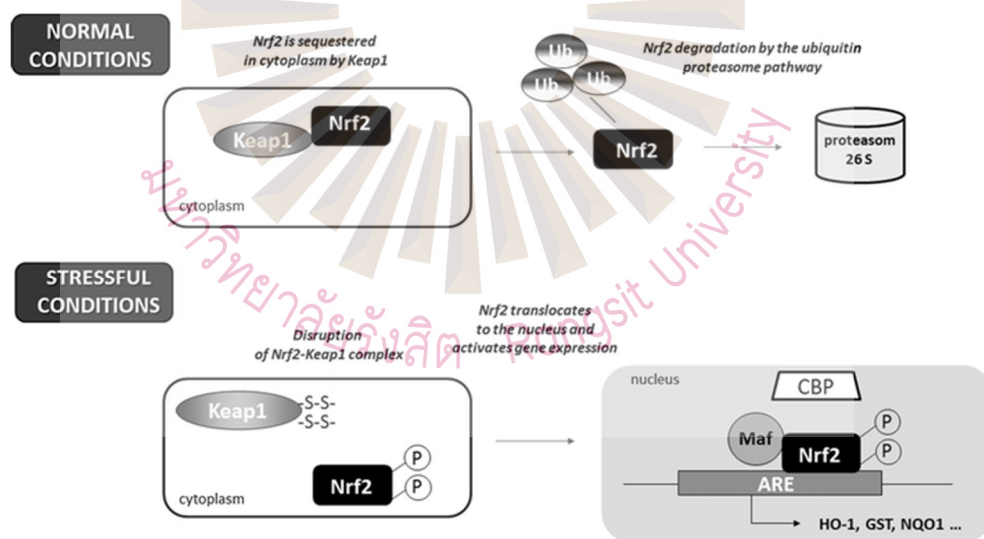 NORMAL
CONDITIONS
Nrf2 is sequestered
in cytoplasm by Keap1
Ub
Ub
Ub
Nrf2 degradation by the ubiquitin
proteasome pathway
Keap1
Nrf2
Nrf2
proteasom
26 S
cytoplasm
มหาวิทยาลัยรังสิต Rangsit University
STRESSFUL
CONDITIONS
Disruption
of Nrf2-Keap1 complex
Nrf2 translocates
to the nucleus and
activates gene expression
Keap1
-S-S-
-S-S-
Nrf2
P
P
cytoplasm
nucleus
CBP
Maf
Nrf2
P
P
ARE
HO-1, GST, NQO1 ...